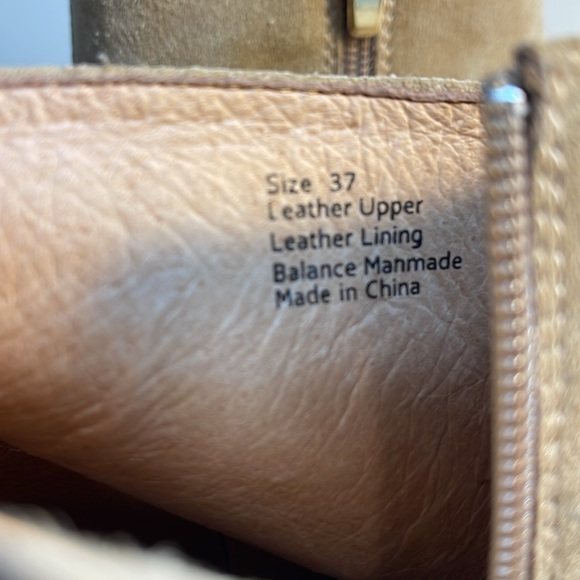 Size 37
Leather Upper
Leather Lining
Balance Manmade
Made in China